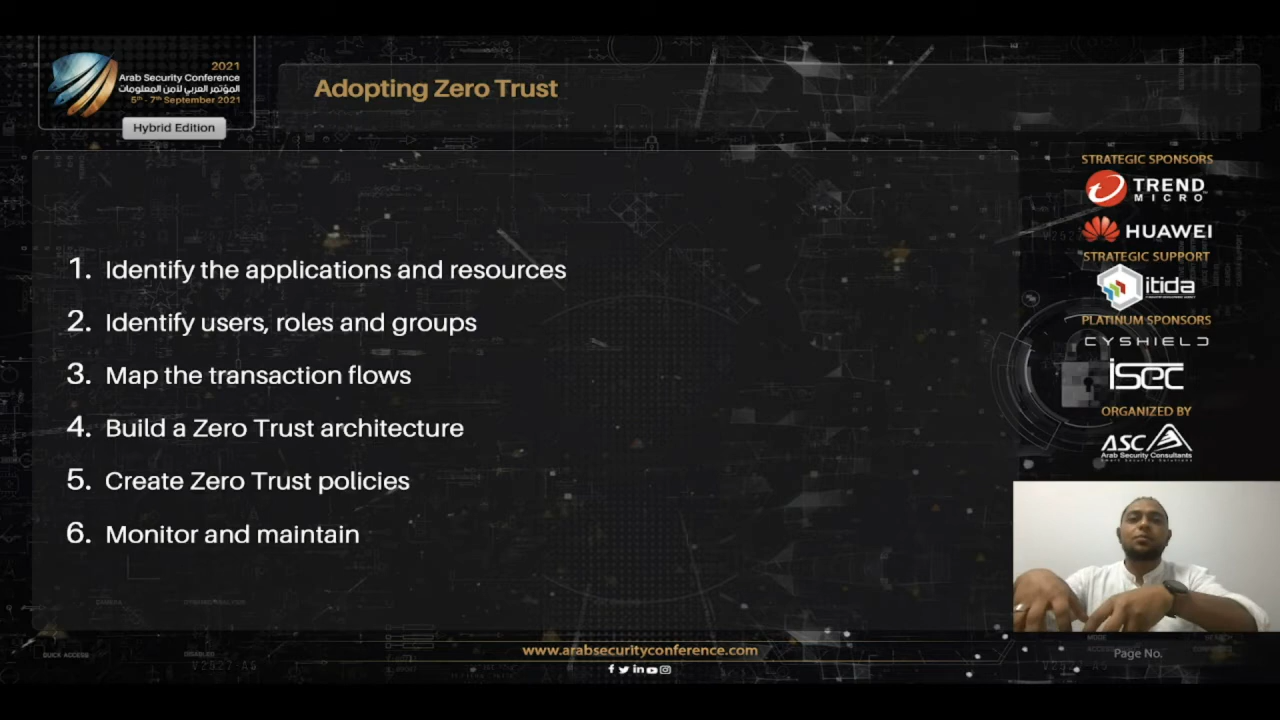 2021
Arab Security Conference
المؤتمر العربي لأمن المعلومات
5th - 7th September 2021
Hybrid Edition
Adopting Zero Trust
1. Identify the applications and resources
2. Identify users, roles and groups
3. Map the transaction flows
4. Build a Zero Trust architecture
5. Create Zero Trust policies
6. Monitor and maintain
STRATEGIC SPONSORS
TREND
MICRO
HUAWEI
STRATEGIC SUPPORT
itida
PLATINUM SPONSORS
CYSHIELD
isec
ORGANIZED BY
ASC
Arab Security Consultants
www.arabsecurityconference.com
Page No.